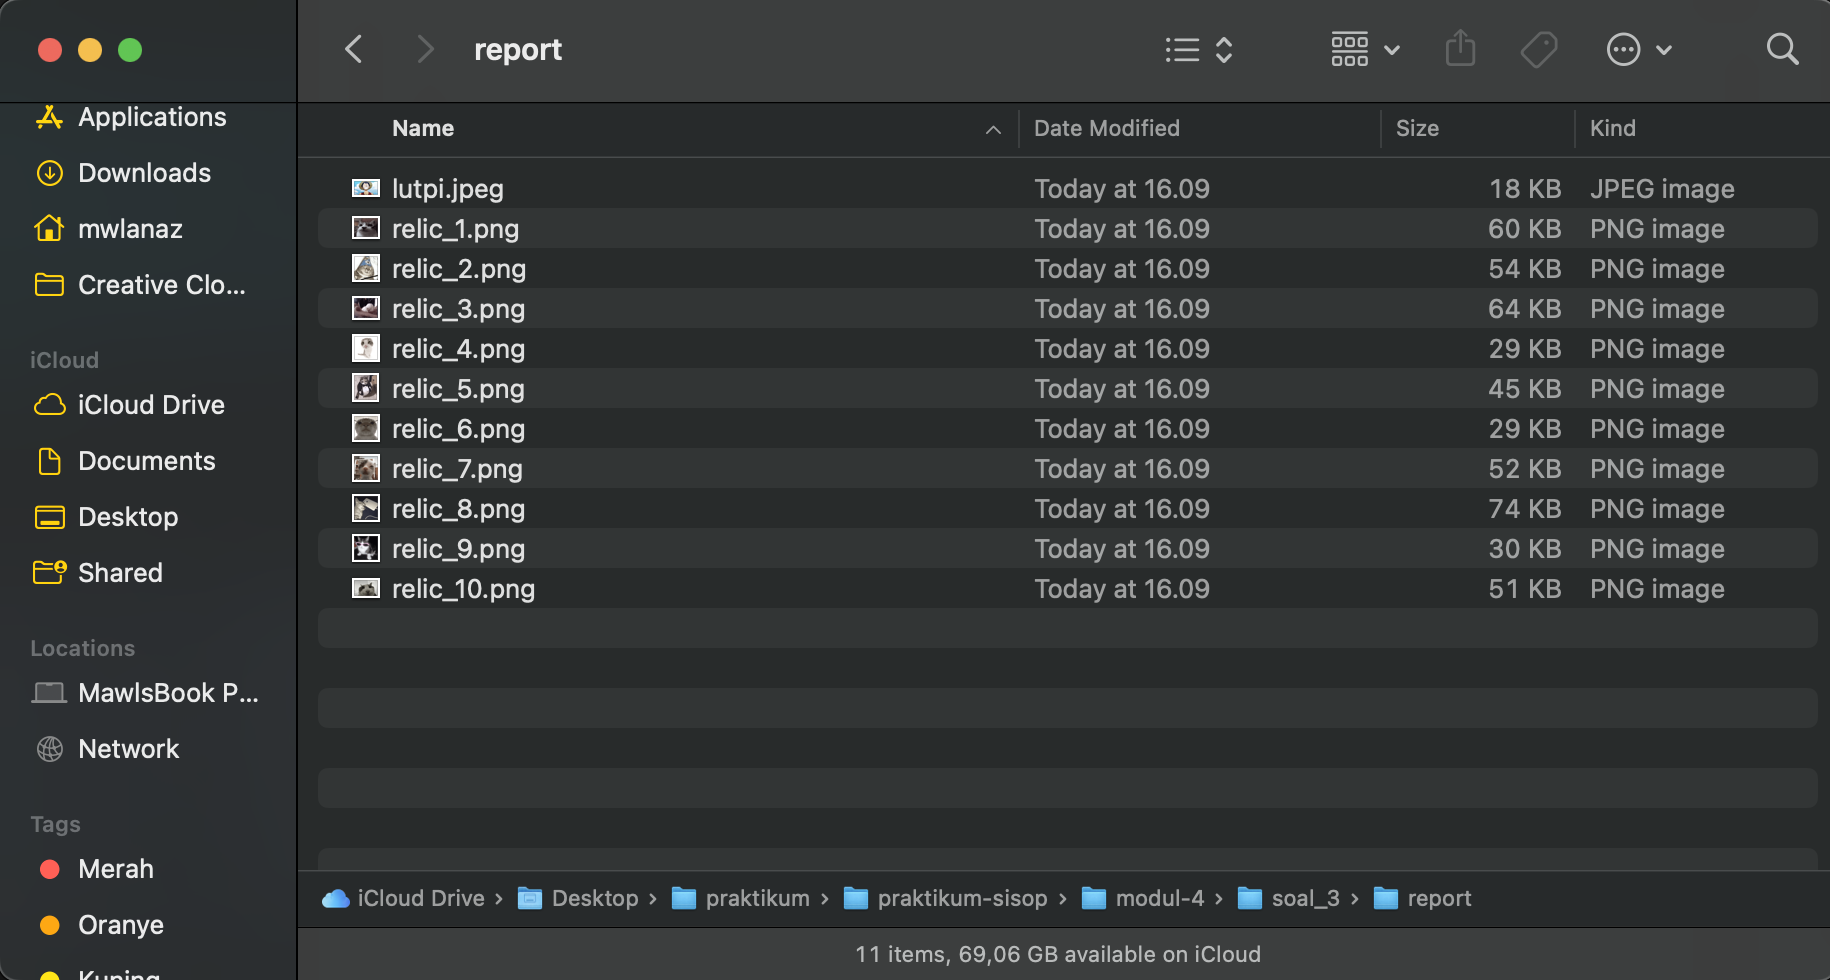 report
Applications
Downloads
mwlanaz
Creative Clo...
iCloud
iCloud Drive
Documents
Desktop
Shared
Locations
MawlsBook P...
Network
Tags
Merah
Oranye
Kuning
Name Date Modified Size Kind
lutpi.jpeg Today at 16.09 18 KB JPEG image
relic_1.png Today at 16.09 60 KB PNG image
relic_2.png Today at 16.09 54 KB PNG image
relic_3.png Today at 16.09 64 KB PNG image
relic_4.png Today at 16.09 29 KB PNG image
relic_5.png Today at 16.09 45 KB PNG image
relic_6.png Today at 16.09 29 KB PNG image
relic_7.png Today at 16.09 52 KB PNG image
relic_8.png Today at 16.09 74 KB PNG image
relic_9.png Today at 16.09 30 KB PNG image
relic_10.png Today at 16.09 51 KB PNG image
iCloud Drive › Desktop › praktikum › praktikum-sisop › modul-4 › soal_3 › report
11 items, 69,06 GB available on iCloud